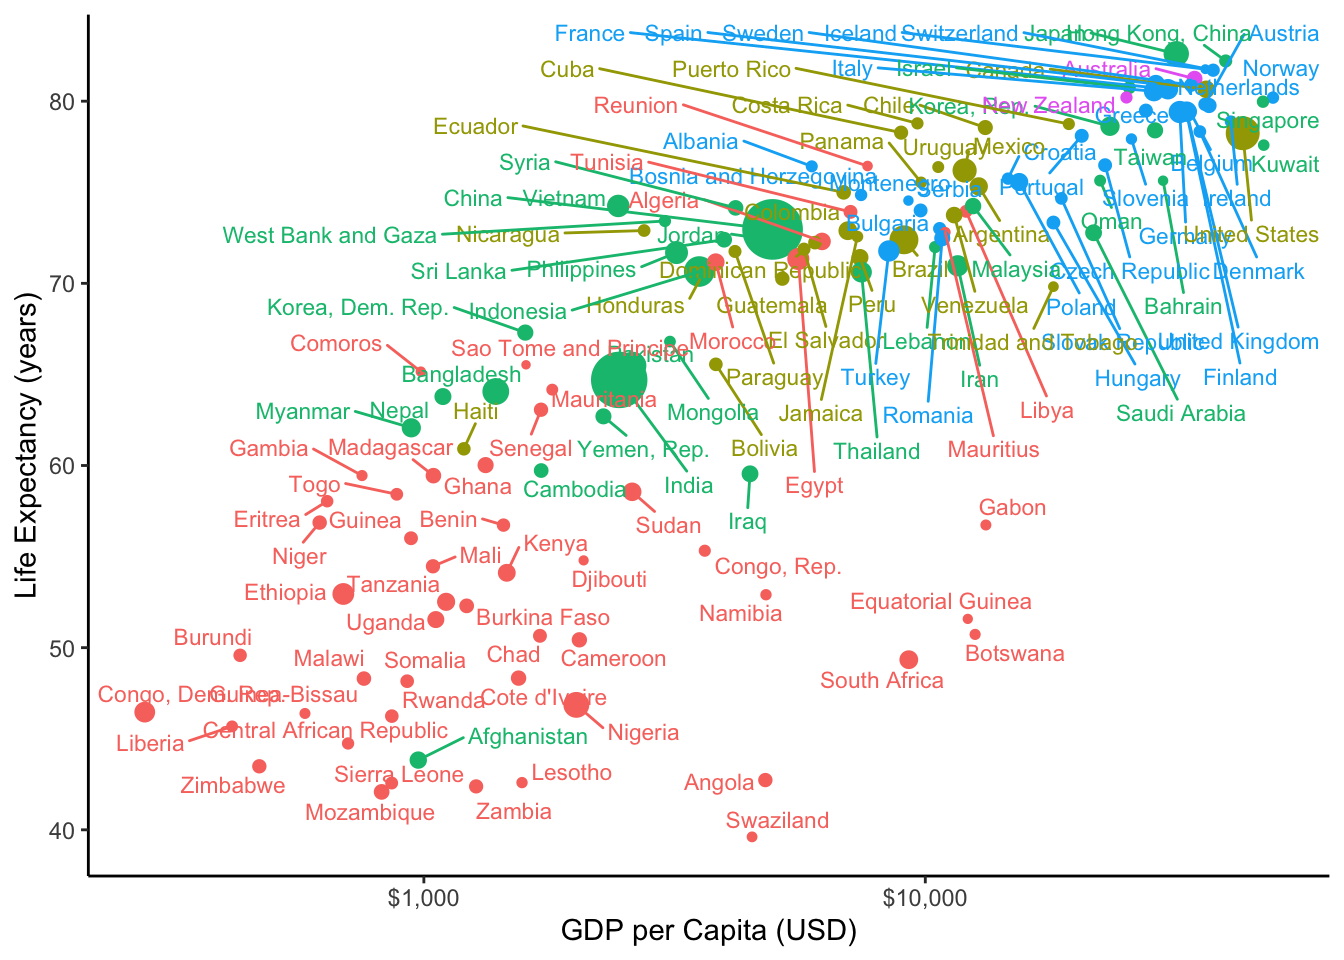 France Spain Sweden Iceland Switzerland Japan Hong Kong, China Austria
Cuba Puerto Rico Italy Israel Canada Australia Norway
Netherlands
Reunion Costa Rica Chile Korea, Rep. New Zealand
Greece Singapore
Ecuador Albania Panama Uruguay Mexico Croatia Taiwan
Syria Tunisia Belgium Kuwait
Bosnia and Herzegovina Montenegro Serbia Portugal
China Vietnam Algeria Slovenia Ireland
Colombia Bulgaria Oman
West Bank and Gaza Nicaragua Jordan Argentina Germany United States
Sri Lanka Philippines Dominican Republic Brazil Malaysia Czech Republic Denmark
Korea, Dem. Rep. Indonesia Honduras Guatemala Peru Venezuela Poland Bahrain
Comoros Sao Tome and Principe Morocco El Salvador Lebanon Trinidad and Tobago Slovak Republic United Kingdom
Pakistan
Bangladesh Paraguay Turkey Iran Hungary Finland
Myanmar Nepal Haiti Mauritania Mongolia Jamaica Romania Libya Saudi Arabia
Gambia Madagascar Senegal Yemen, Rep. Bolivia Thailand Mauritius
Togo Ghana Cambodia India Egypt
Eritrea Guinea Benin Sudan Iraq Gabon
Niger Mali Kenya Congo, Rep.
Ethiopia Tanzania Djibouti
Uganda Burkina Faso Namibia Equatorial Guinea
Burundi Malawi Somalia Chad Cameroon Botswana
South Africa
Congo, Dem. Rep. Guinea-Bissau Rwanda Cote d'Ivoire
Liberia Central African Republic Afghanistan Nigeria
Zimbabwe Sierra Leone Lesotho Angola
Mozambique Zambia Swaziland
80
70
60
50
40
Life Expectancy (years)
$1,000 $10,000
GDP per Capita (USD)